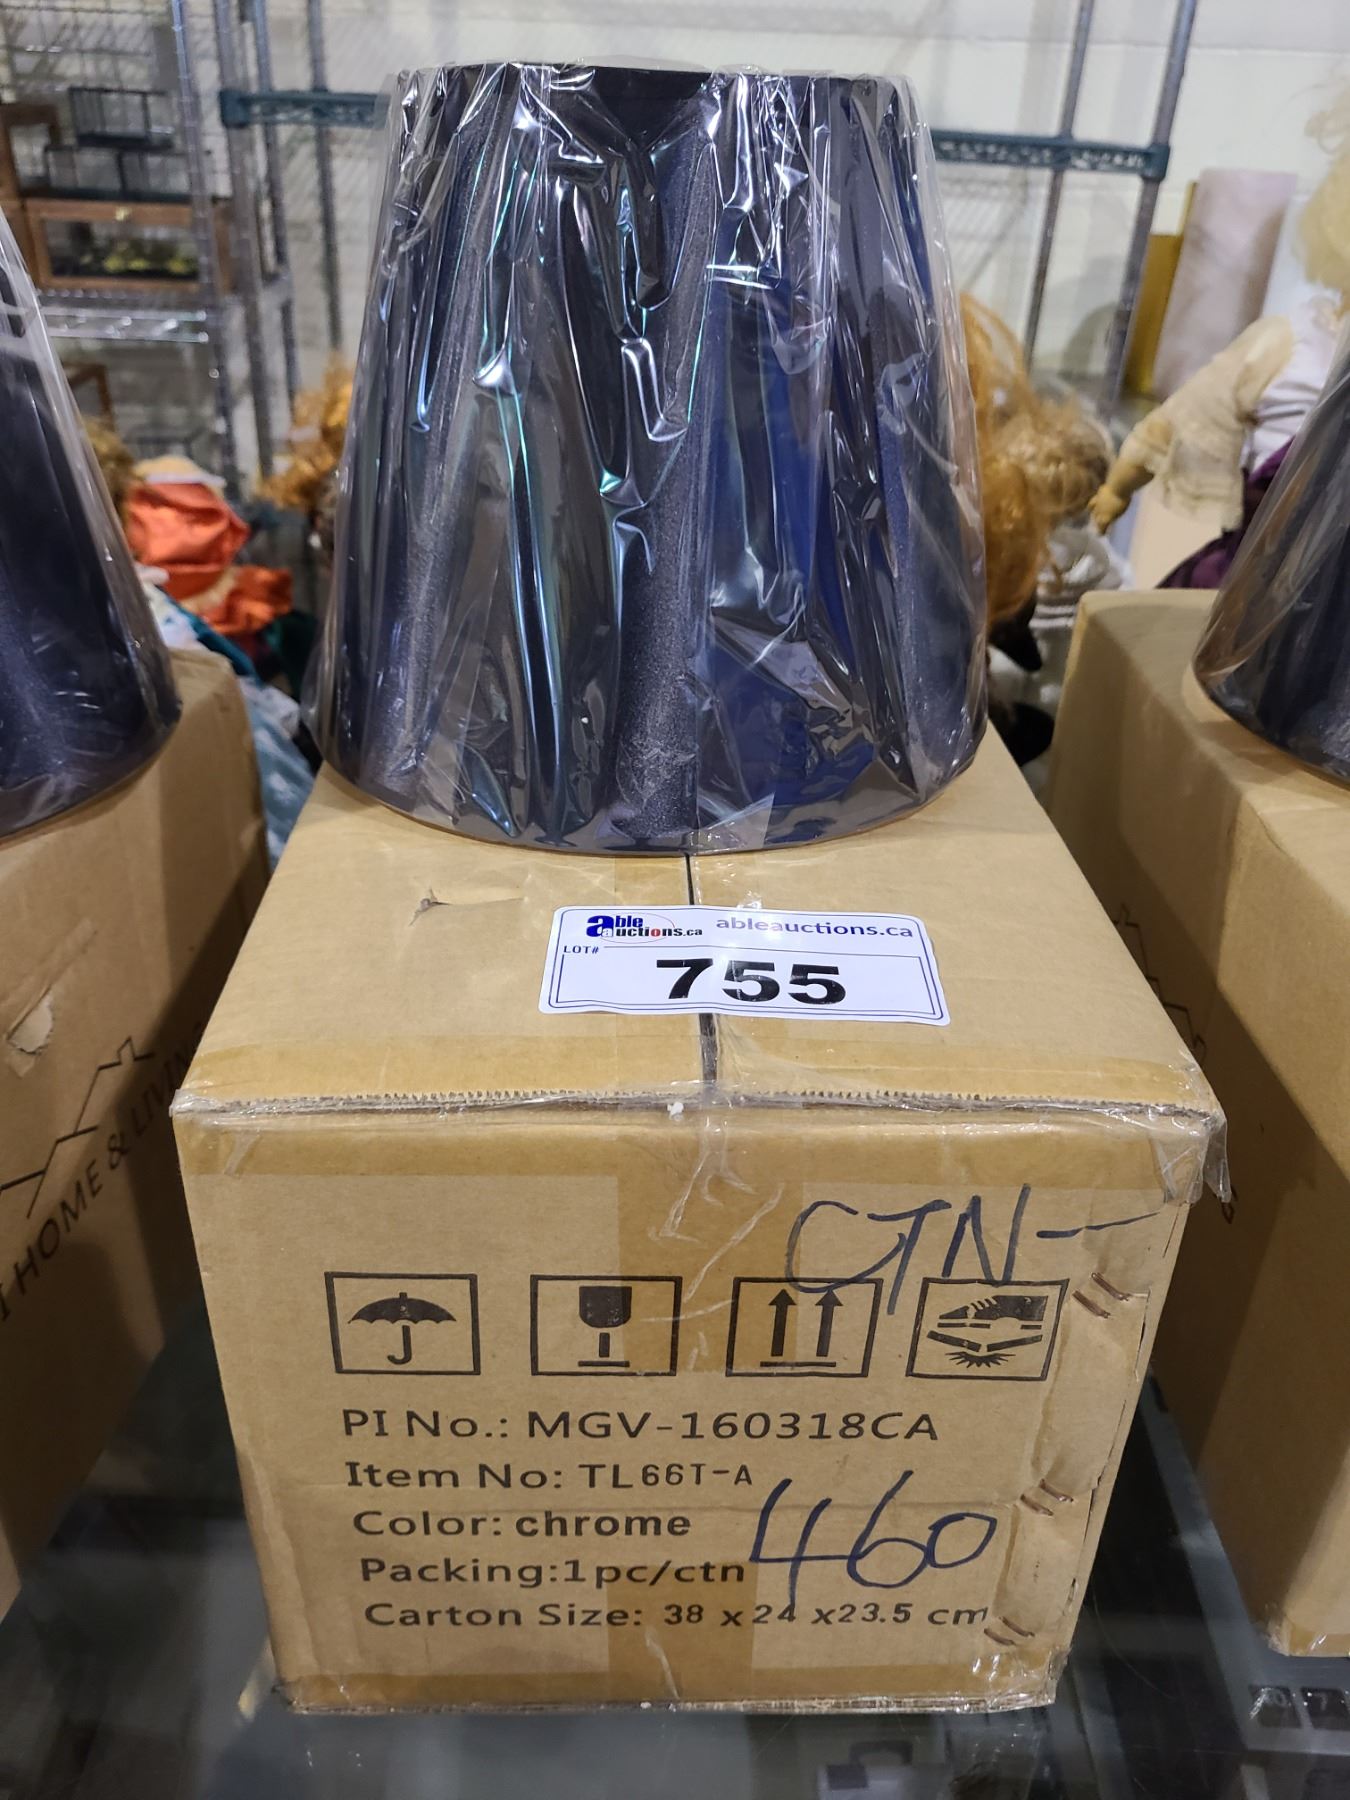 able auctions.ca ableauctions.ca
LOT#
755
HOME & LIVIN
CTN-
PI No.: MGV-160318CA
Item No: TL66T-A
Color: chrome
460
Packing:1pc/ctn
Carton Size: 38 x 24 x23.5 cm